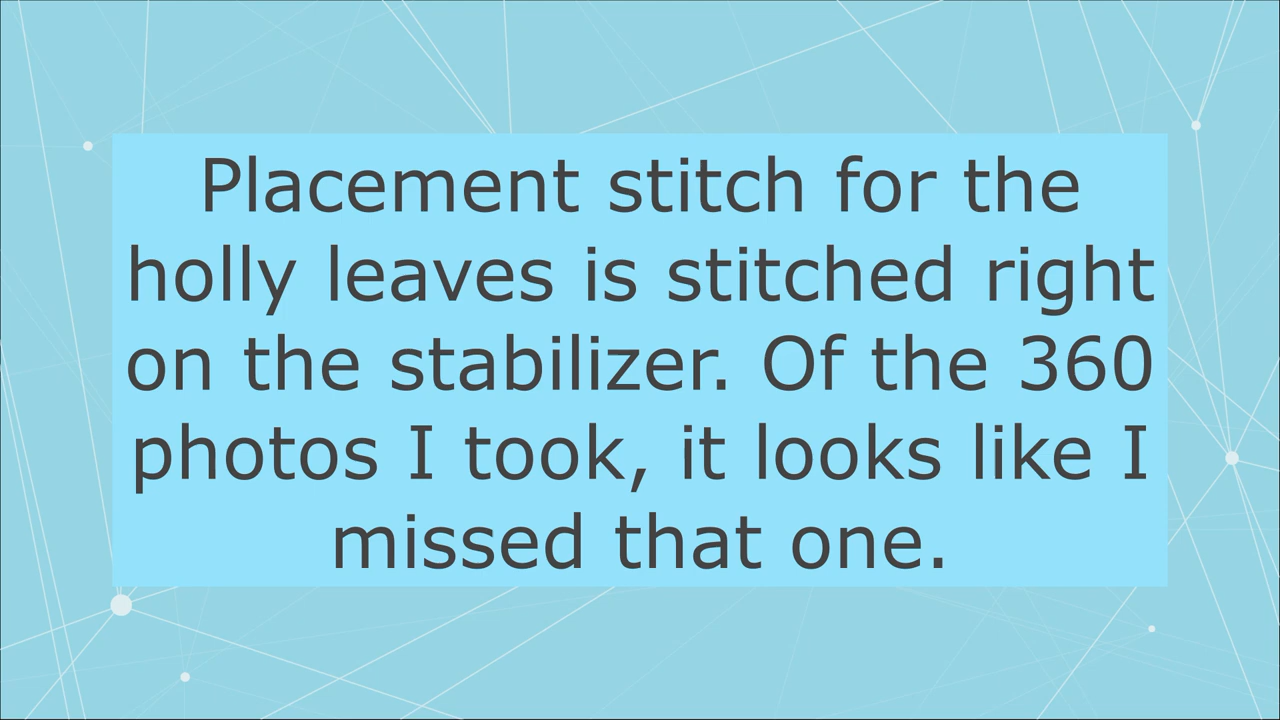 Placement stitch for the
holly leaves is stitched right
on the stabilizer. Of the 360
photos I took, it looks like I
missed that one.